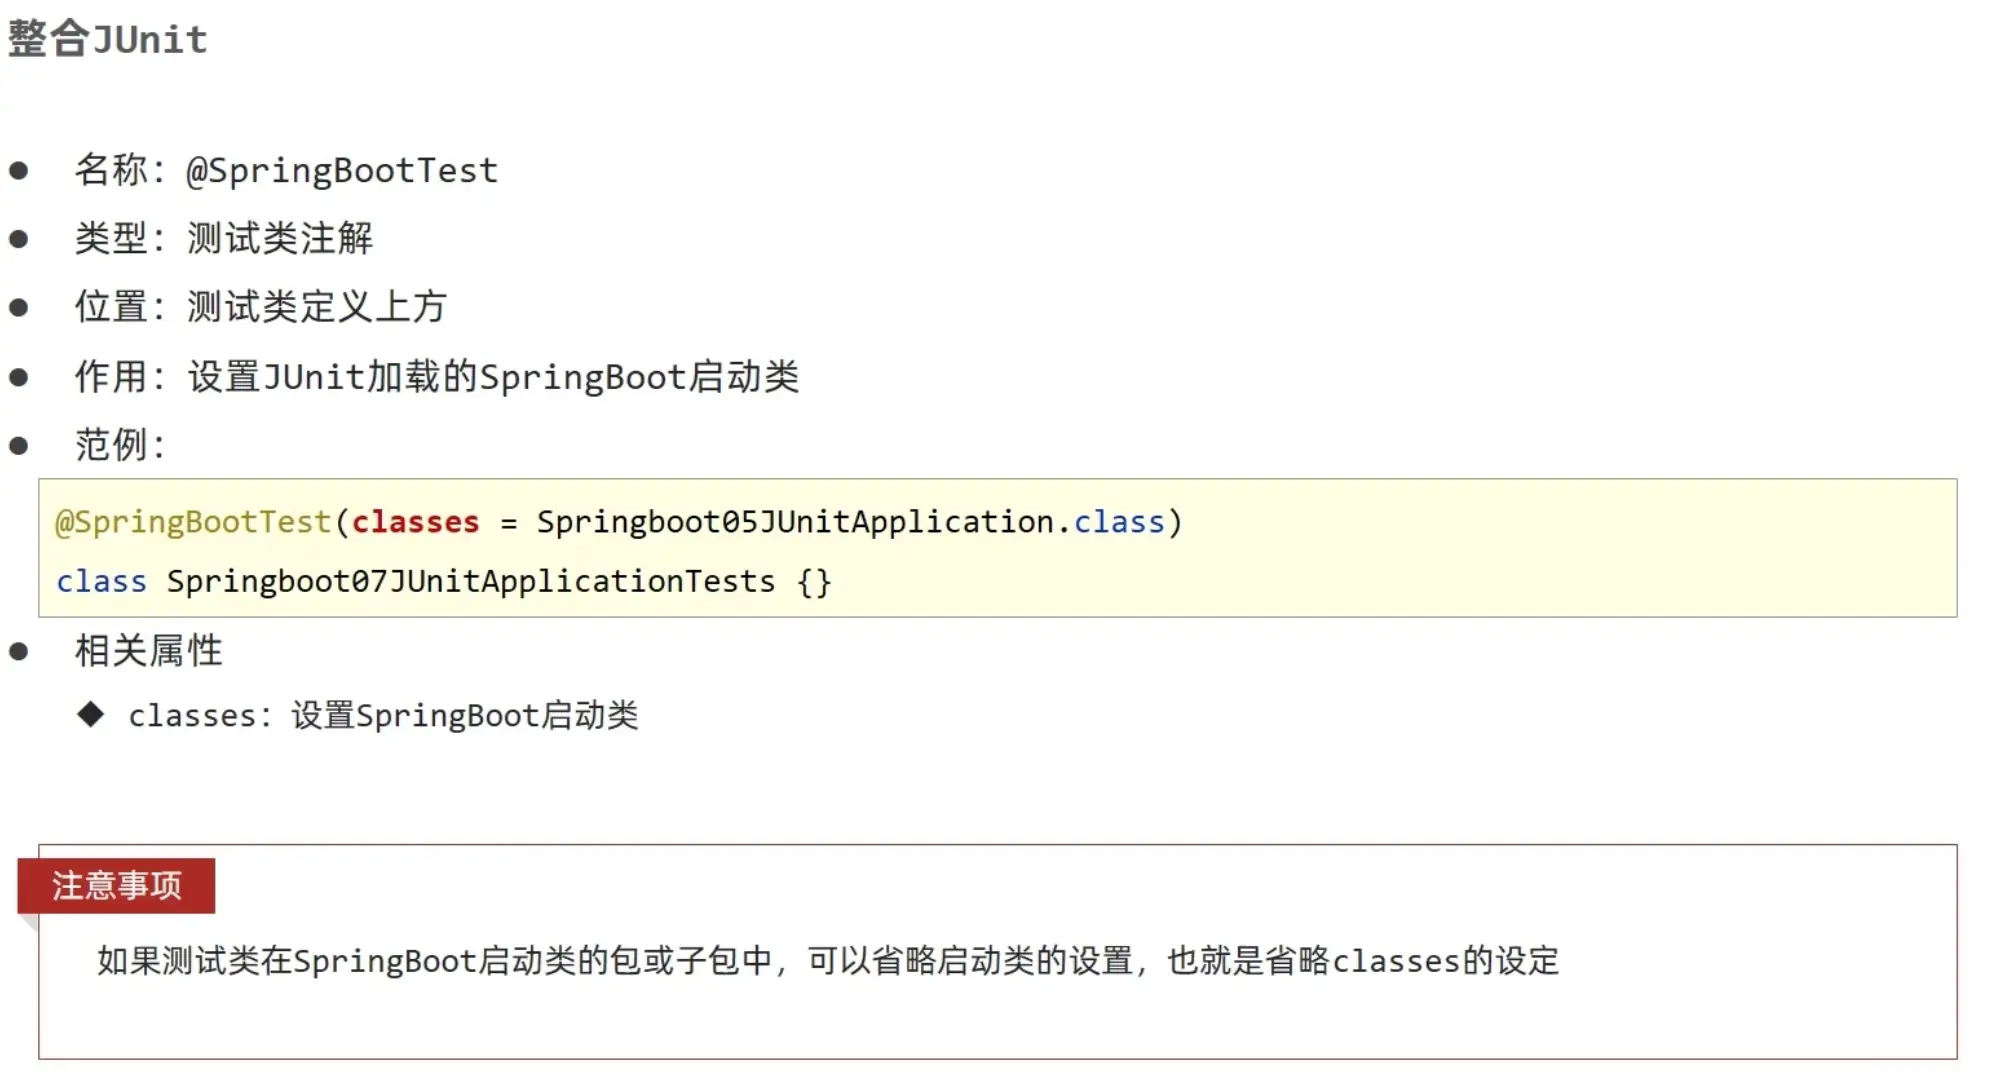 整合JUnit
● 名称：@SpringBootTest
● 类型：测试类注解
● 位置：测试类定义上方
● 作用：设置JUnit加载的SpringBoot启动类
● 范例：
@SpringBootTest(classes = Springboot05JUnitApplication.class)
class Springboot07JUnitApplicationTests {}
● 相关属性
◆ classes：设置SpringBoot启动类
注意事项
如果测试类在SpringBoot启动类的包或子包中，可以省略启动类的设置，也就是省略classes的设定